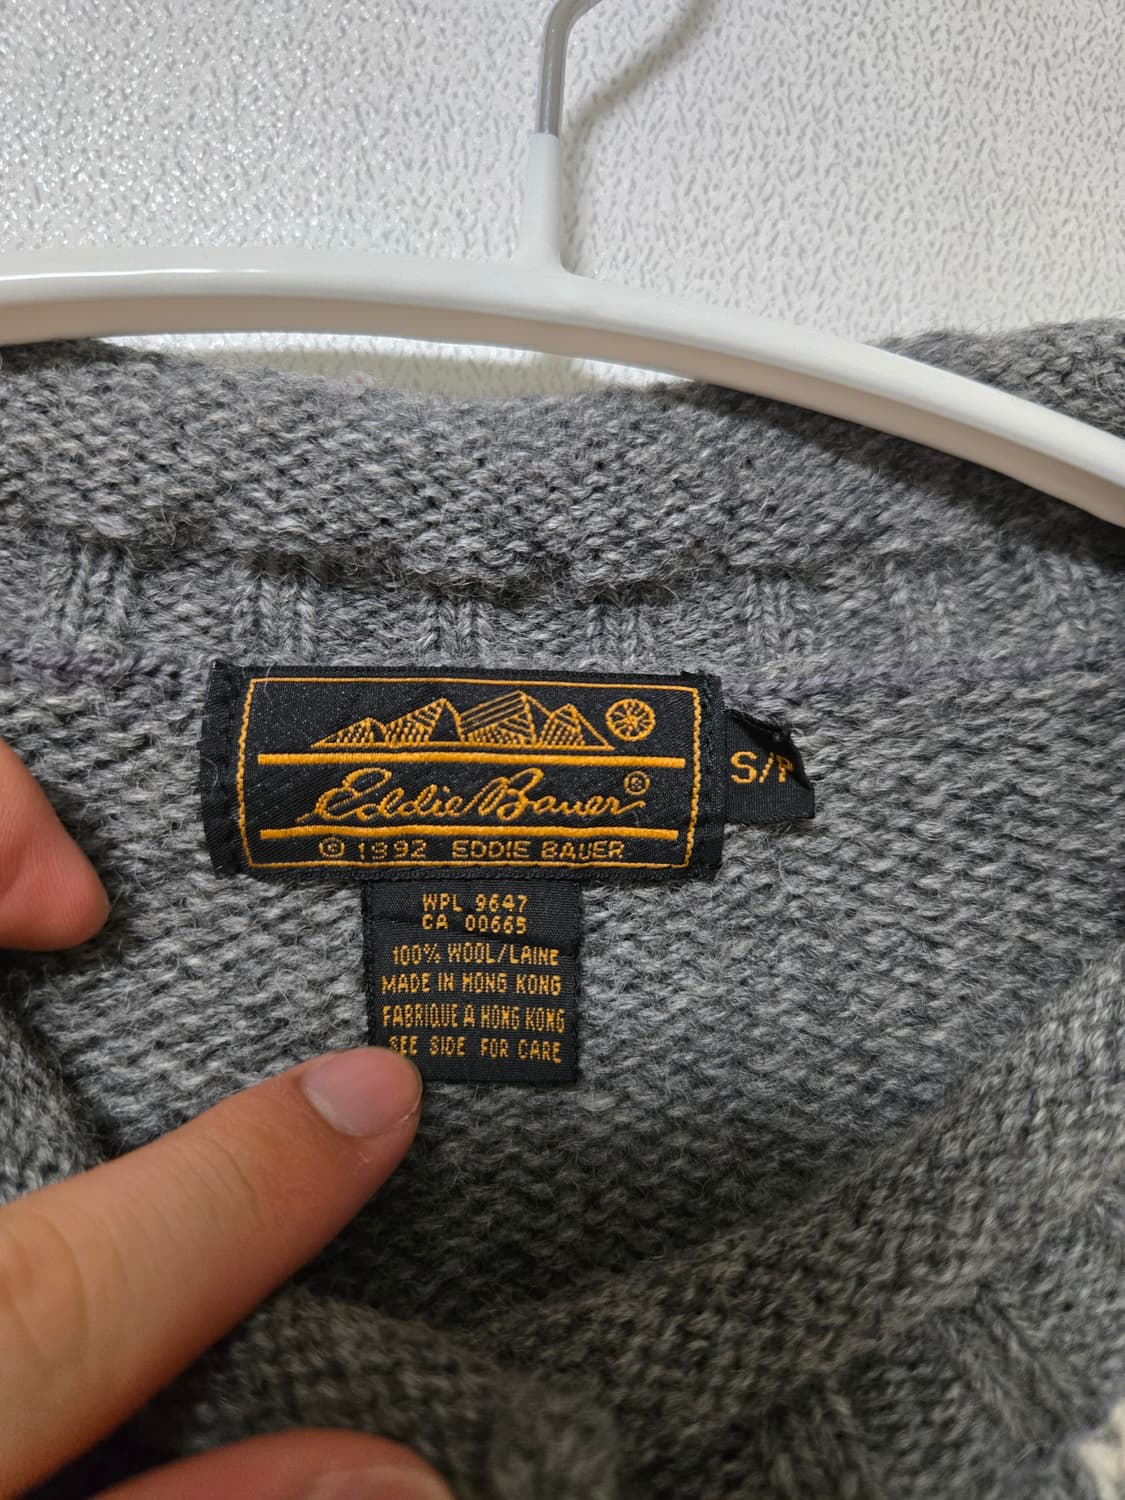 Eddie Bauer®
© 1992 EDDIE BAUER
S/P
WPL 9647
CA 00665
100% WOOL/LAINE
MADE IN HONG KONG
FABRIQUE A HONG KONG
SEE SIDE FOR CARE